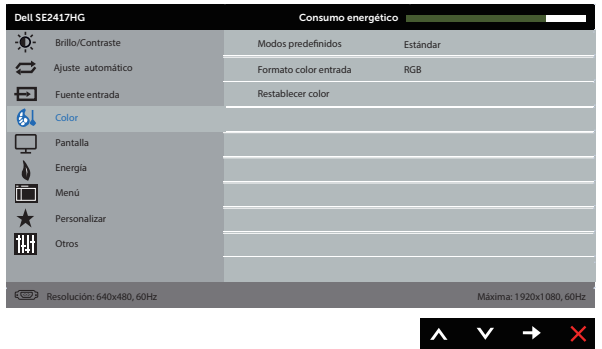 Dell SE2417HG Consumo energético
Brillo/Contraste Modos predefinidos Estándar
Ajuste automático Formato color entrada RGB
Fuente entrada Restablecer color
Color
Pantalla
Energía
Menú
Personalizar
Otros
Resolución: 640x480, 60Hz Máxima: 1920x1080, 60Hz